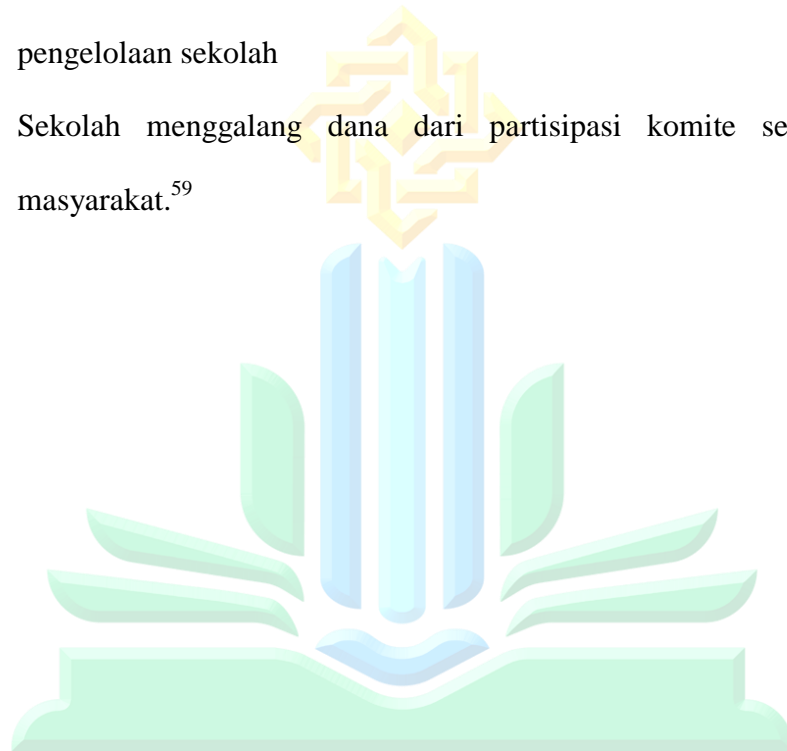 pengelolaan sekolah
Sekolah menggalang dana dari partisipasi komite se
masyarakat.59